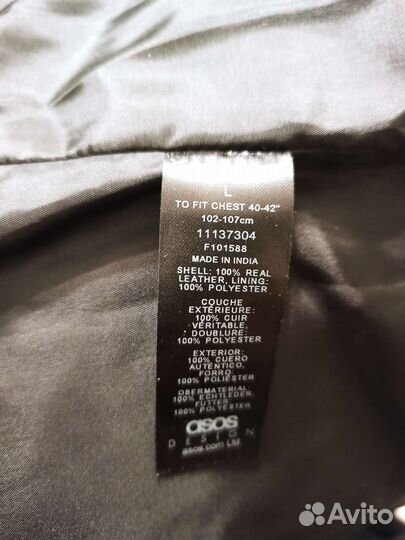 L
TO FIT CHEST 40-42"
102-107cm
11137304
F101588
MADE IN INDIA
SHELL: 100% REAL
LEATHER, LINING:
100% POLYESTER
COUCHE
EXTÉRIEURE:
100% CUIR
VÉRITABLE,
DOUBLURE:
100% POLYESTER
EXTERIOR:
100% CUERO
AUTÉNTICO,
FORRO:
100% POLIÉSTER
OBERMATERIAL:
100% ECHTLEDER,
FUTTER:
100% POLYESTER
asos
DESIGN
asos.com Ltd
Avito